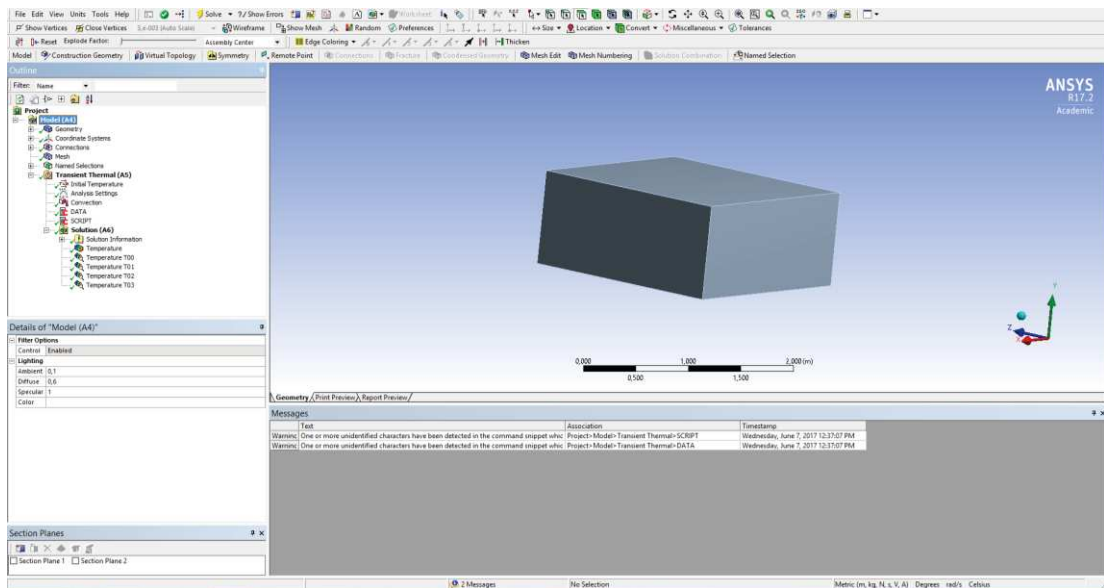 File Edit View Units Tools Help Solve ?/Show Errors Worksheet
Show Vertices Close Vertices (Auto Scale) Wireframe Show Mesh Random Preferences Size Location Convert Miscellaneous Tolerances
Reset Explode Factor: Assembly Center Edge Coloring Thicken
Model Construction Geometry Virtual Topology Symmetry Remote Point Connections Fracture Condensed Geometry Mesh Edit Mesh Numbering Solution Combination Named Selection
Outline
Filter: Name
Project
Model (A4)
Geometry
Coordinate Systems
Connections
Mesh
Named Selections
Transient Thermal (A5)
Initial Temperature
Analysis Settings
Convection
DATA
SCRIPT
Solution (A6)
Solution Information
Temperature
Temperature T00
Temperature T01
Temperature T02
Temperature T03
Details of "Model (A4)"
Filter Options
Control Enabled
Lighting
Ambient 0,1
Diffuse 0,6
Specular 1
Color
Section Planes
Section Plane 1 Section Plane 2
ANSYS
R17.2
Academic
Y
Z
X
0,000 1,000 2,000 (m)
0,500 1,500
Geometry Print Preview Report Preview
Messages
Text Association Timestamp
Warning One or more unidentified characters have been detected in the command snippet whic Project>Model>Transient Thermal>SCRIPT Wednesday, June 7, 2017 12:37:07 PM
Warning One or more unidentified characters have been detected in the command snippet whic Project>Model>Transient Thermal>DATA Wednesday, June 7, 2017 12:37:07 PM
2 Messages No Selection Metric (m, kg, N, s, V, A) Degrees rad/s Celsius